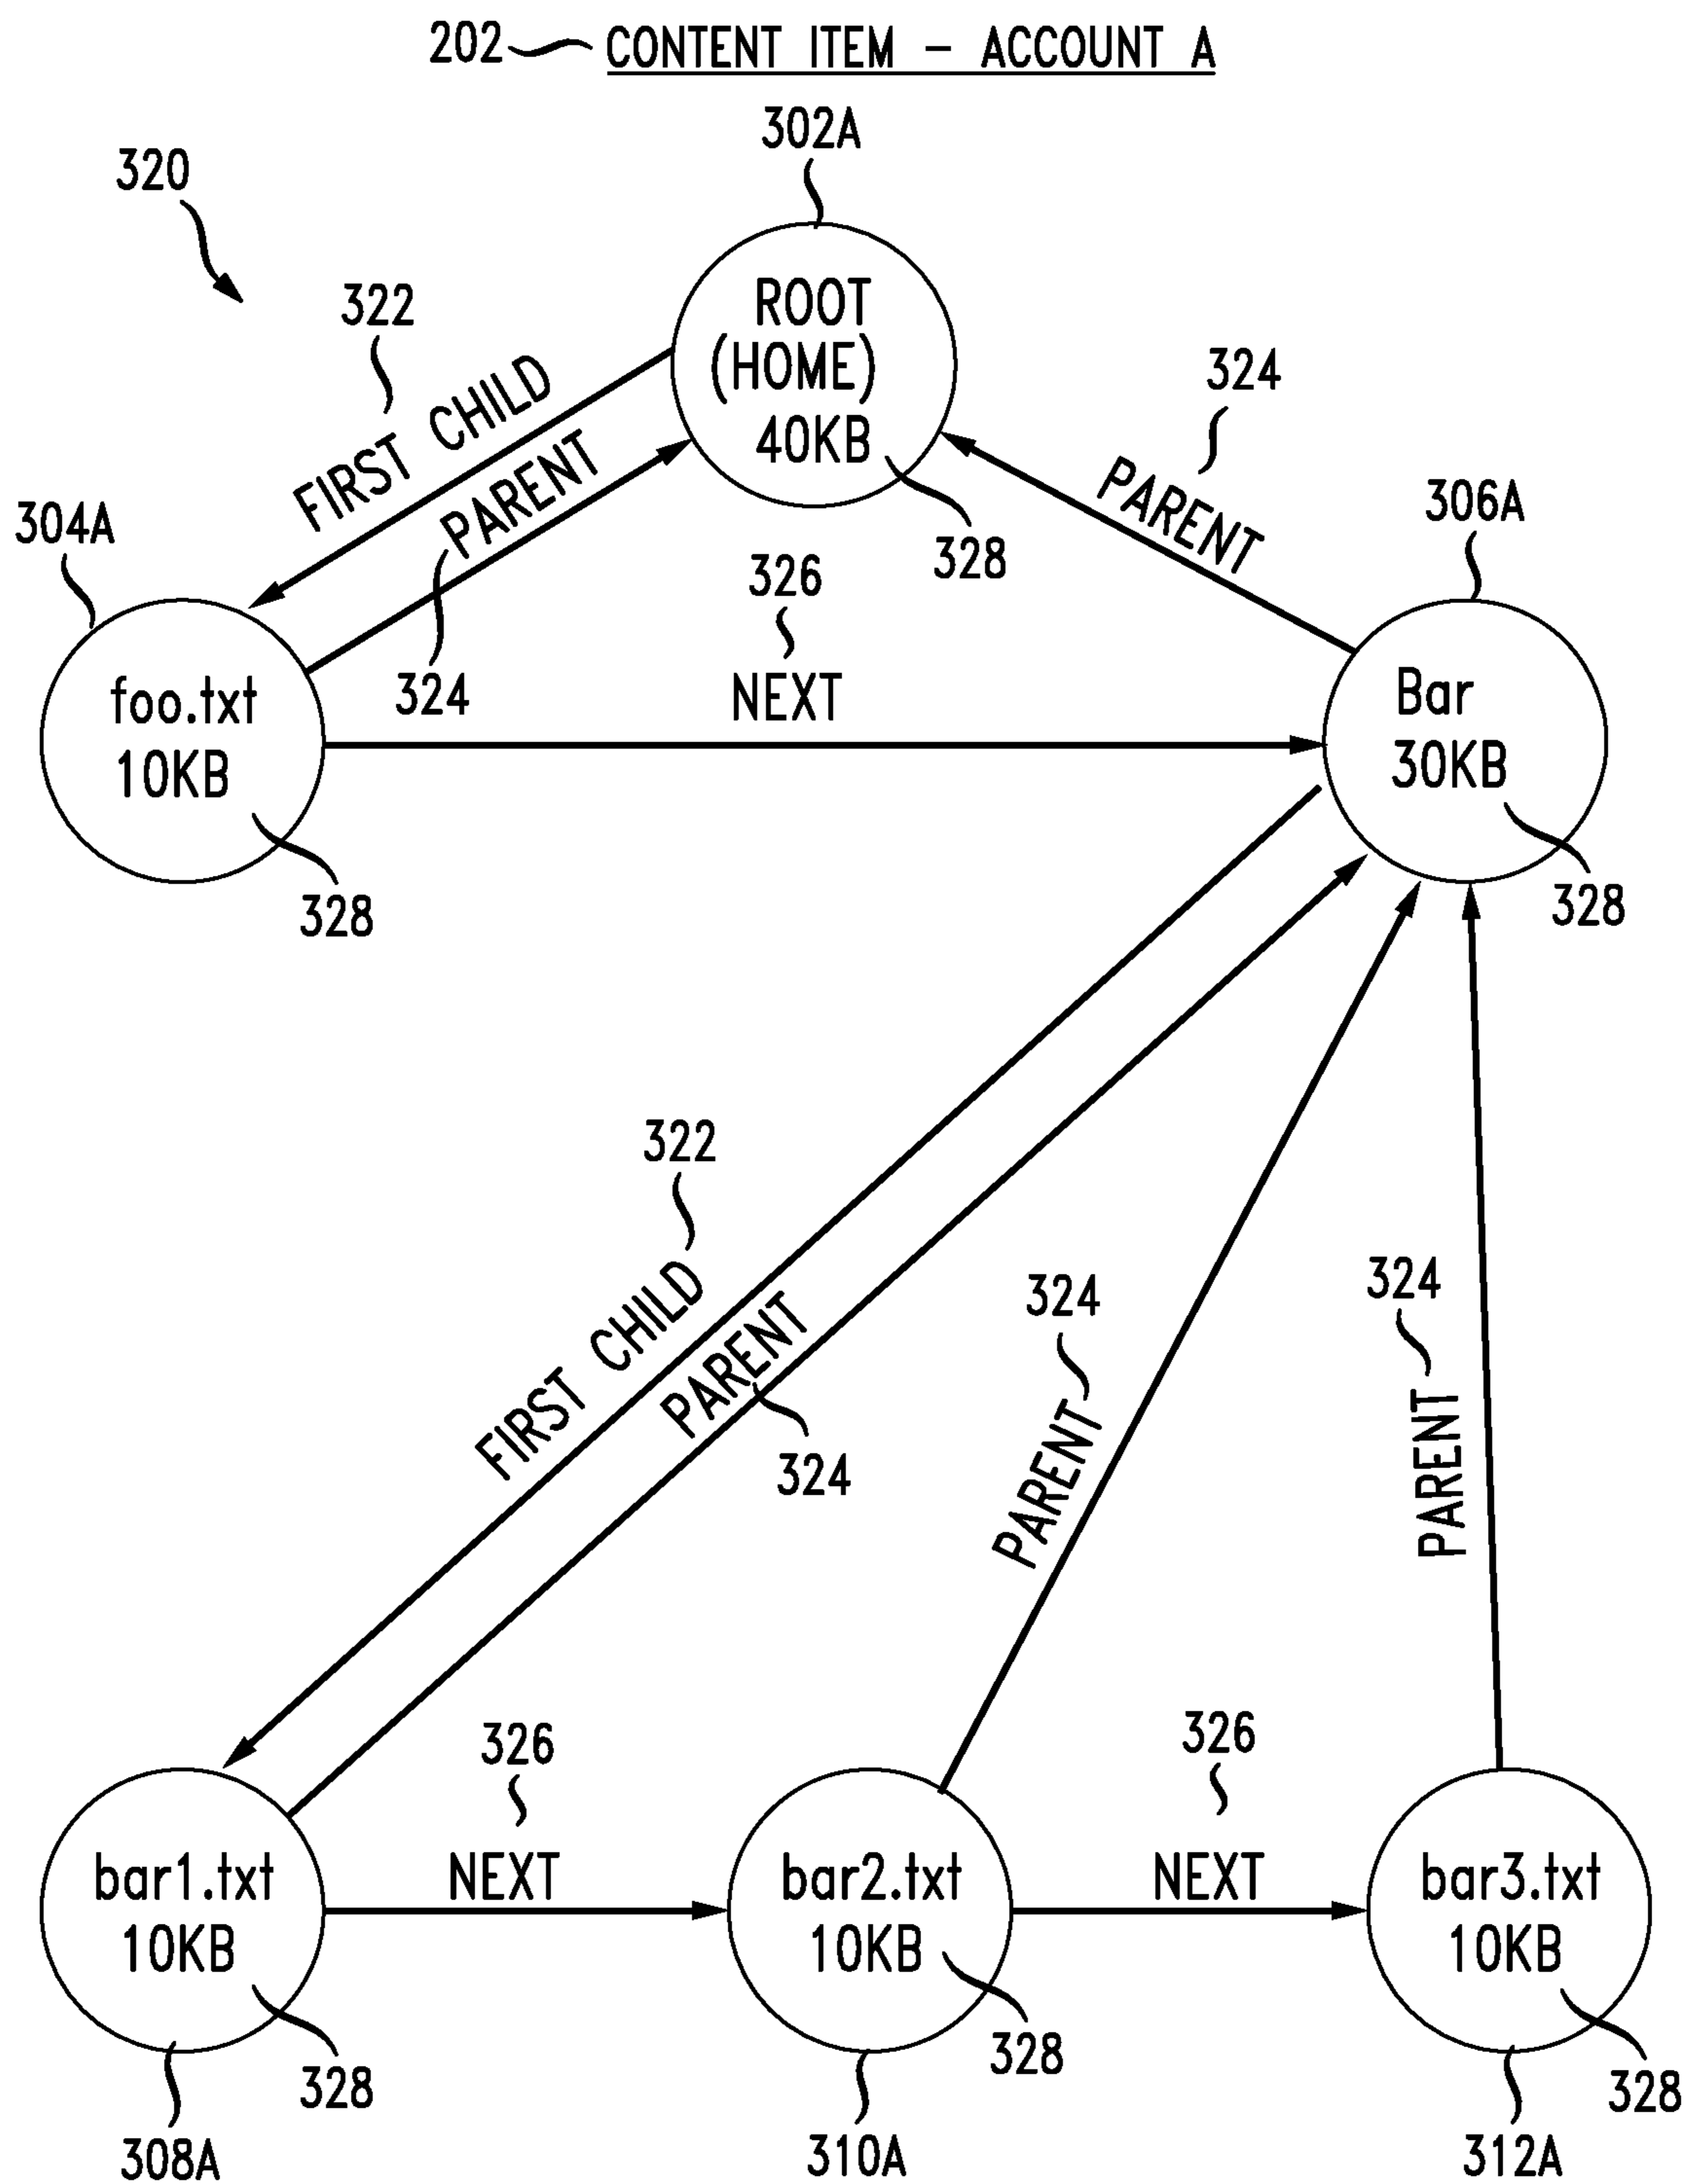 202 CONTENT ITEM - ACCOUNT A
302A
320
ROOT
(HOME)
40KB
322
FIRST CHILD
PARENT
324
328
324
PARENT
304A
foo.txt
10KB
328
326
NEXT
306A
Bar
30KB
328
322
FIRST CHILD
PARENT
324
324
PARENT
324
PARENT
326
NEXT
326
NEXT
bar1.txt
10KB
328
308A
bar2.txt
10KB
328
310A
bar3.txt
10KB
328
312A